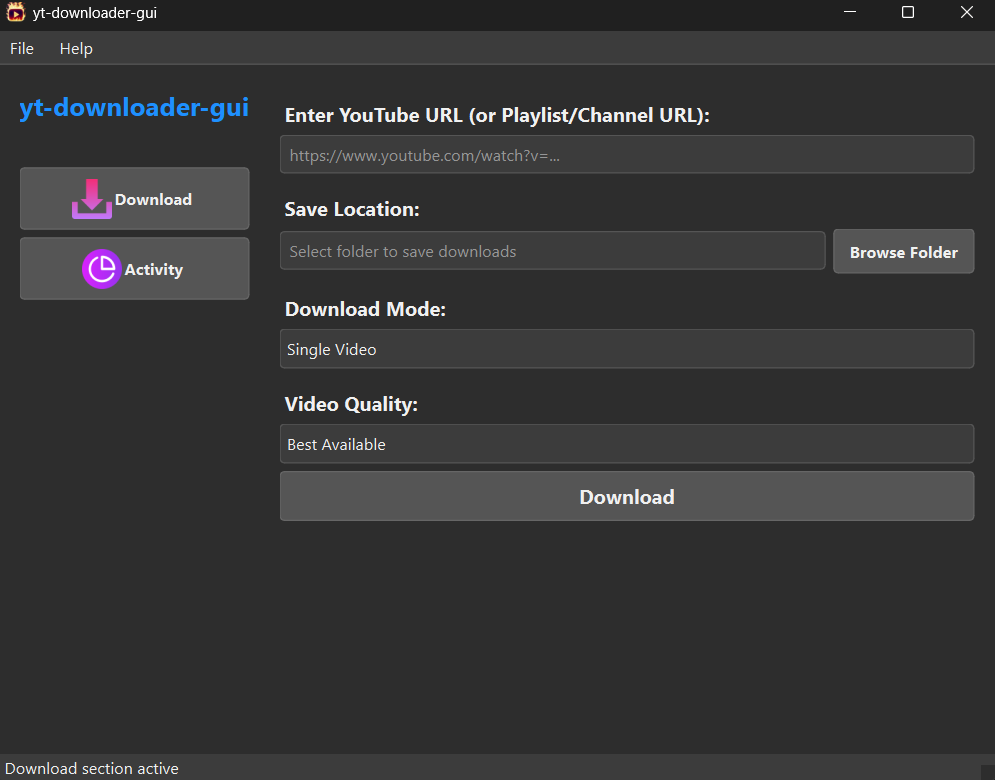 yt-downloader-gui
File Help
yt-downloader-gui
Download
Activity
Enter YouTube URL (or Playlist/Channel URL):
https://www.youtube.com/watch?v=...
Save Location:
Select folder to save downloads
Browse Folder
Download Mode:
Single Video
Video Quality:
Best Available
Download
Download section active